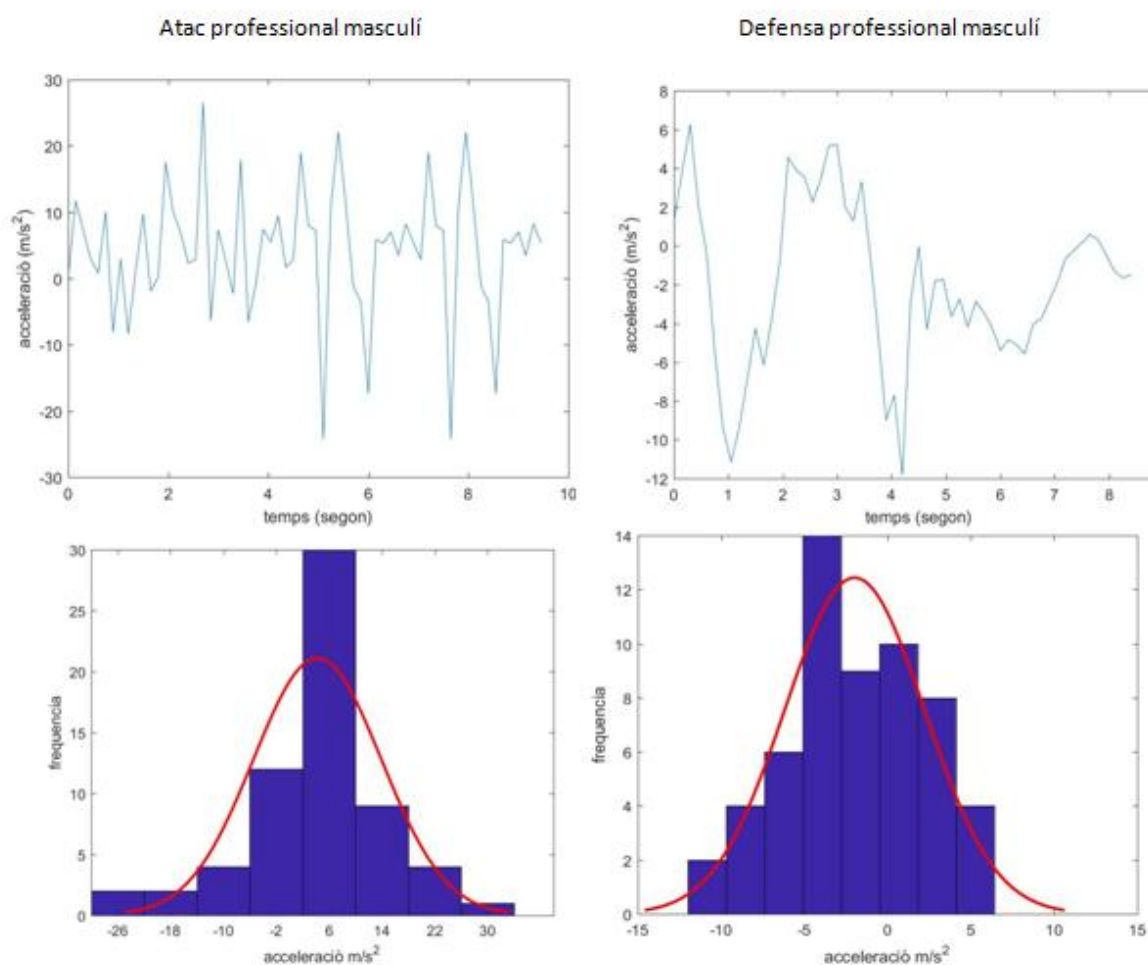 Atac professional masculí
Defensa professional masculí
30
20
10
0
-10
-20
-30
acceleració (m/s²)
0 2 4 6 8 10
temps (segon)
8
6
4
2
0
-2
-4
-6
-8
-10
-12
acceleració (m/s²)
0 1 2 3 4 5 6 7 8
temps (segon)
30
25
20
15
10
5
0
frequencia
-26 -18 -10 -2 6 14 22 30
acceleració m/s²
14
12
10
8
6
4
2
0
frequencia
-15 -10 -5 0 5 10 15
acceleració m/s²